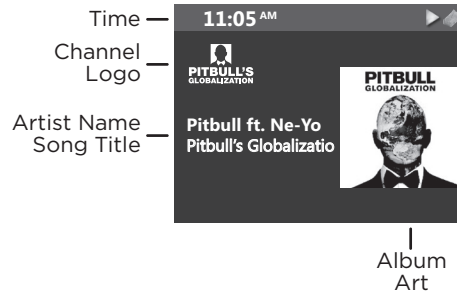 Time
11:05 AM
Channel
Logo
PITBULL'S
GLOBALIZATION
PITBULL
GLOBALIZATION
Artist Name
Song Title
Pitbull ft. Ne-Yo
Pitbull's Globalizatio
Album
Art